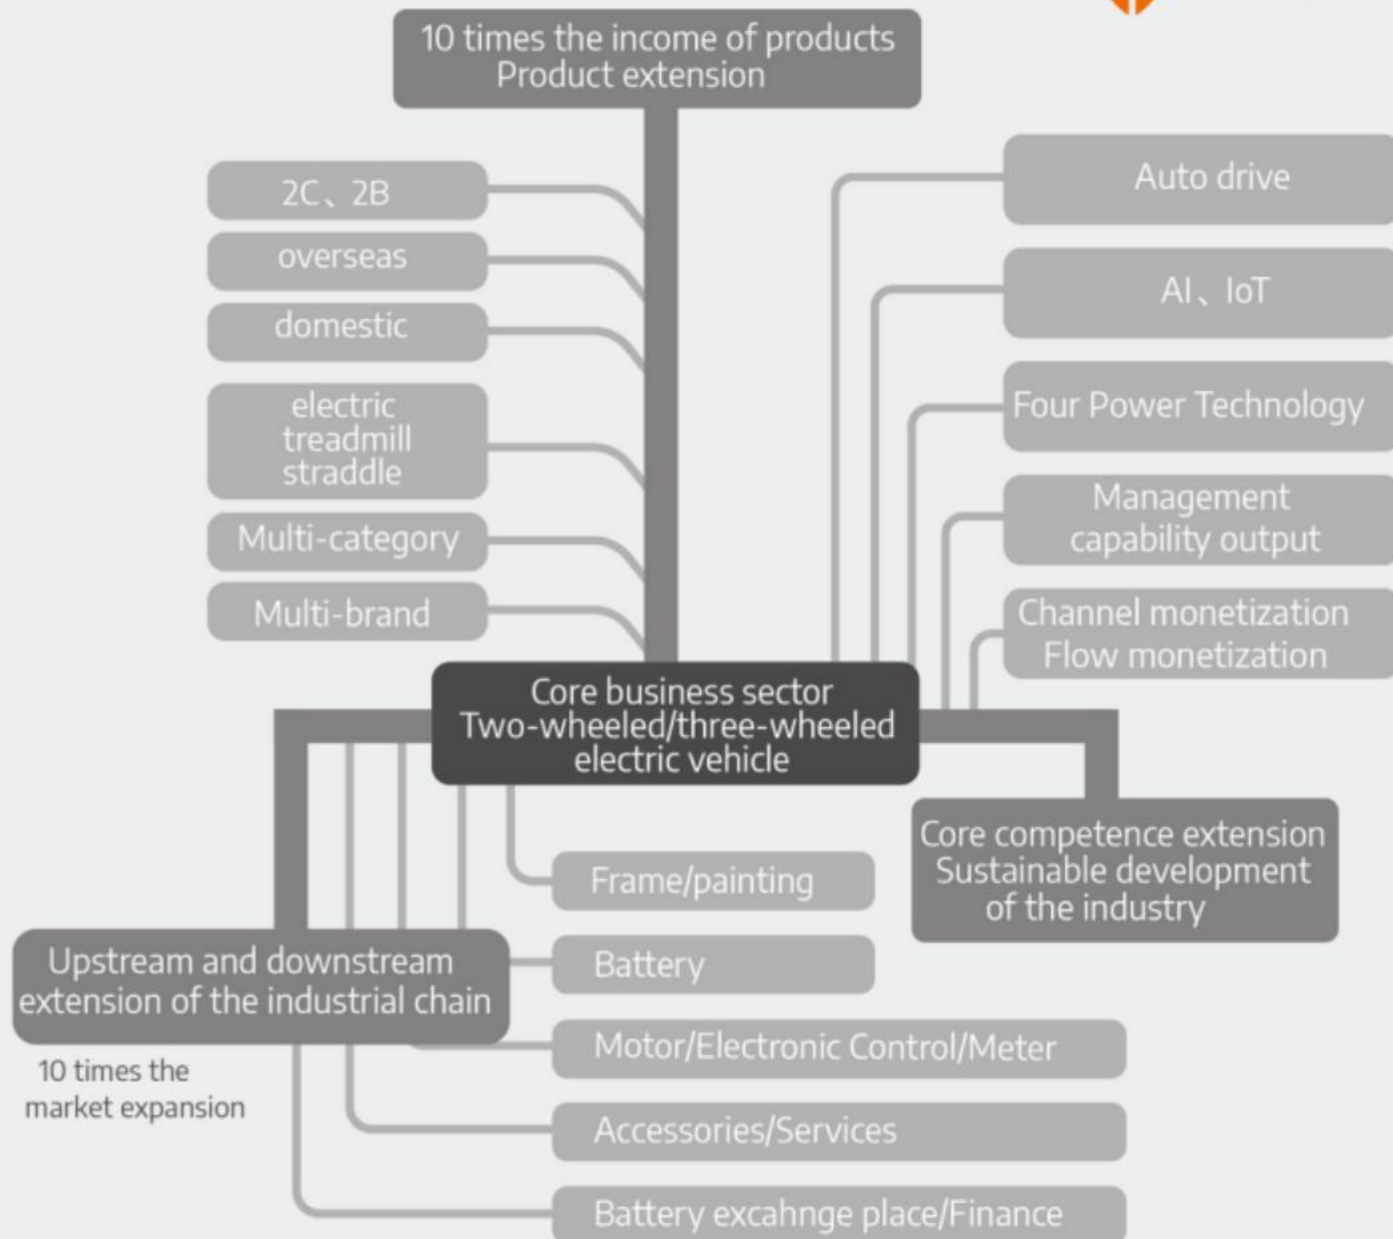 10 times the income of products
Product extension
2C、2B
overseas
domestic
electric
treadmill
straddle
Multi-category
Multi-brand
Auto drive
AI、IoT
Four Power Technology
Management
capability output
Channel monetization
Flow monetization
Core business sector
Two-wheeled/three-wheeled
electric vehicle
Core competence extension
Sustainable development
of the industry
Upstream and downstream
extension of the industrial chain
10 times the
market expansion
Frame/painting
Battery
Motor/Electronic Control/Meter
Accessories/Services
Battery excahnge place/Finance